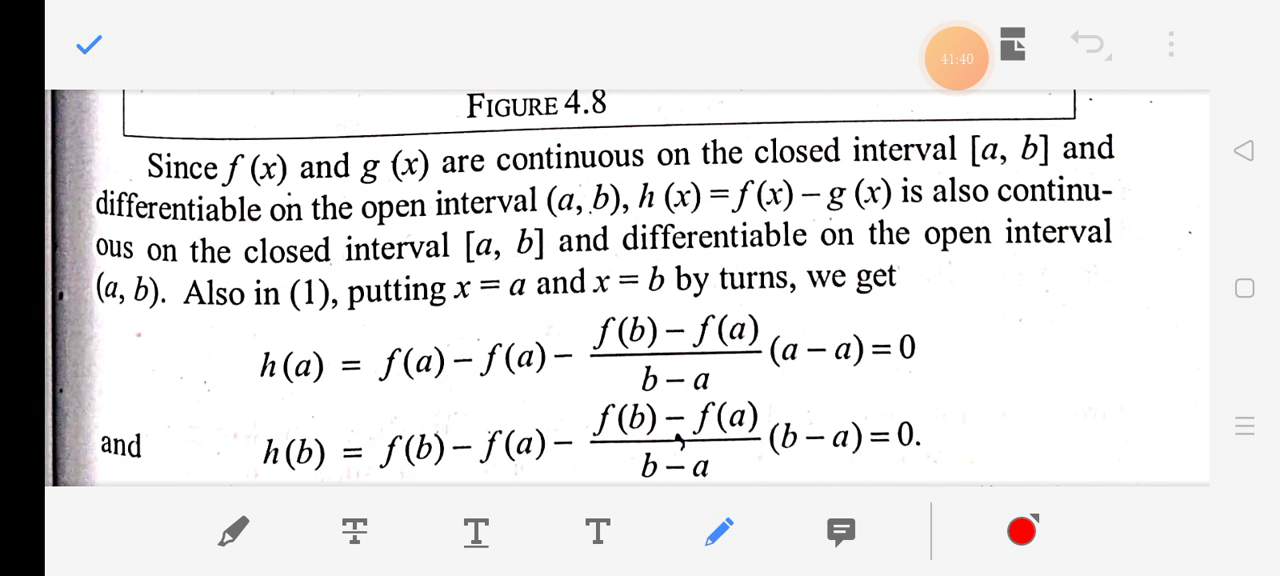 41:40
FIGURE 4.8
Since f (x) and g (x) are continuous on the closed interval [a, b] and
differentiable on the open interval (a, b), h (x) = f (x) – g (x) is also continu-
ous on the closed interval [a, b] and differentiable on the open interval
(a, b). Also in (1), putting x = a and x = b by turns, we get
h (a) = f(a) – f(a) – \frac{f(b) – f(a)}{b – a} (a – a) = 0
and h(b) = f(b) – f(a) – \frac{f(b) – f(a)}{b – a} (b – a) = 0.
T T T